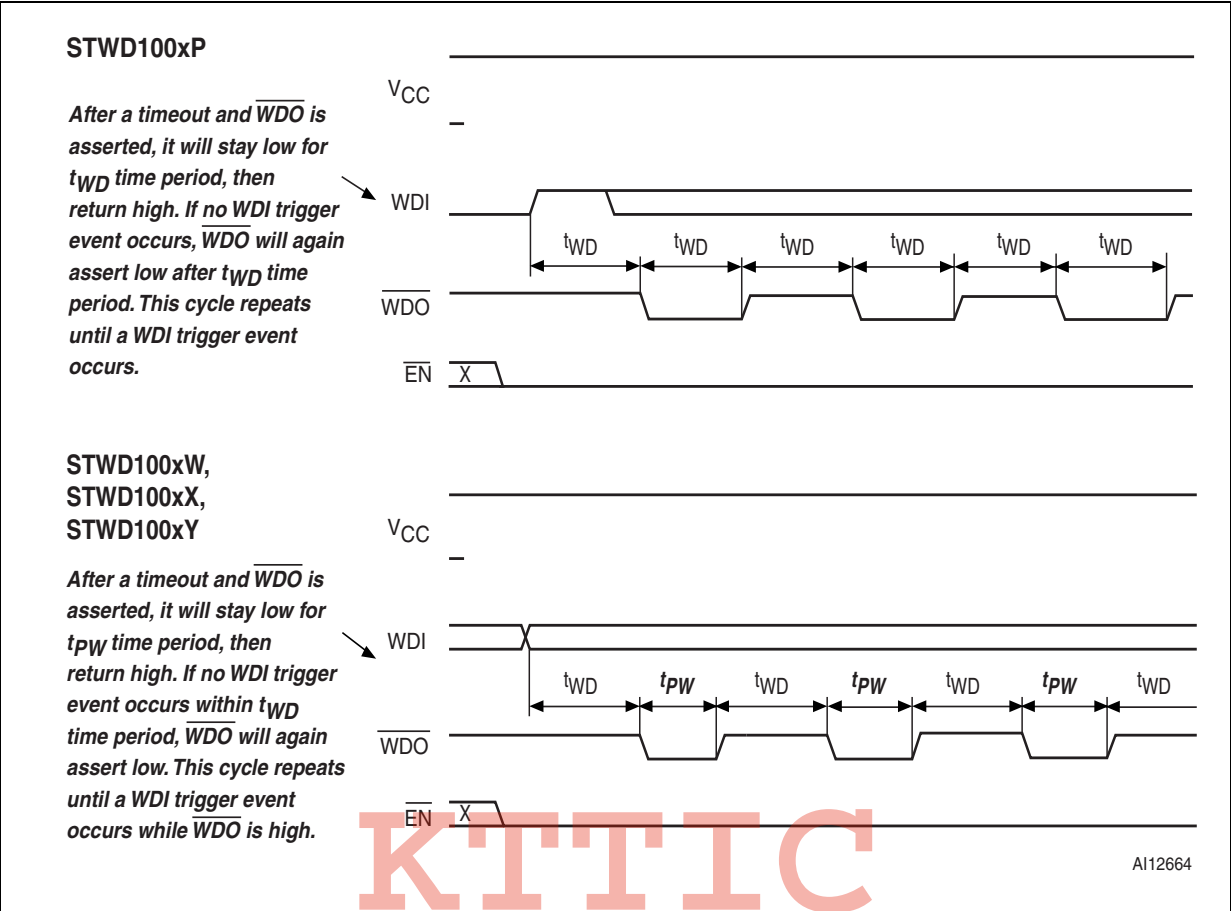 STWD100xP
After a timeout and WDO is
asserted, it will stay low for
tWD time period, then
return high. If no WDI trigger
event occurs, WDO will again
assert low after tWD time
period. This cycle repeats
until a WDI trigger event
occurs.
VCC
WDI
tWD tWD tWD tWD tWD tWD
WDO
EN X
STWD100xW,
STWD100xX,
STWD100xY
After a timeout and WDO is
asserted, it will stay low for
tPW time period, then
return high. If no WDI trigger
event occurs within tWD
time period, WDO will again
assert low. This cycle repeats
until a WDI trigger event
occurs while WDO is high.
VCC
WDI
tWD tPW tWD tPW tWD tPW tWD
WDO
EN X
KTTIC
AI12664